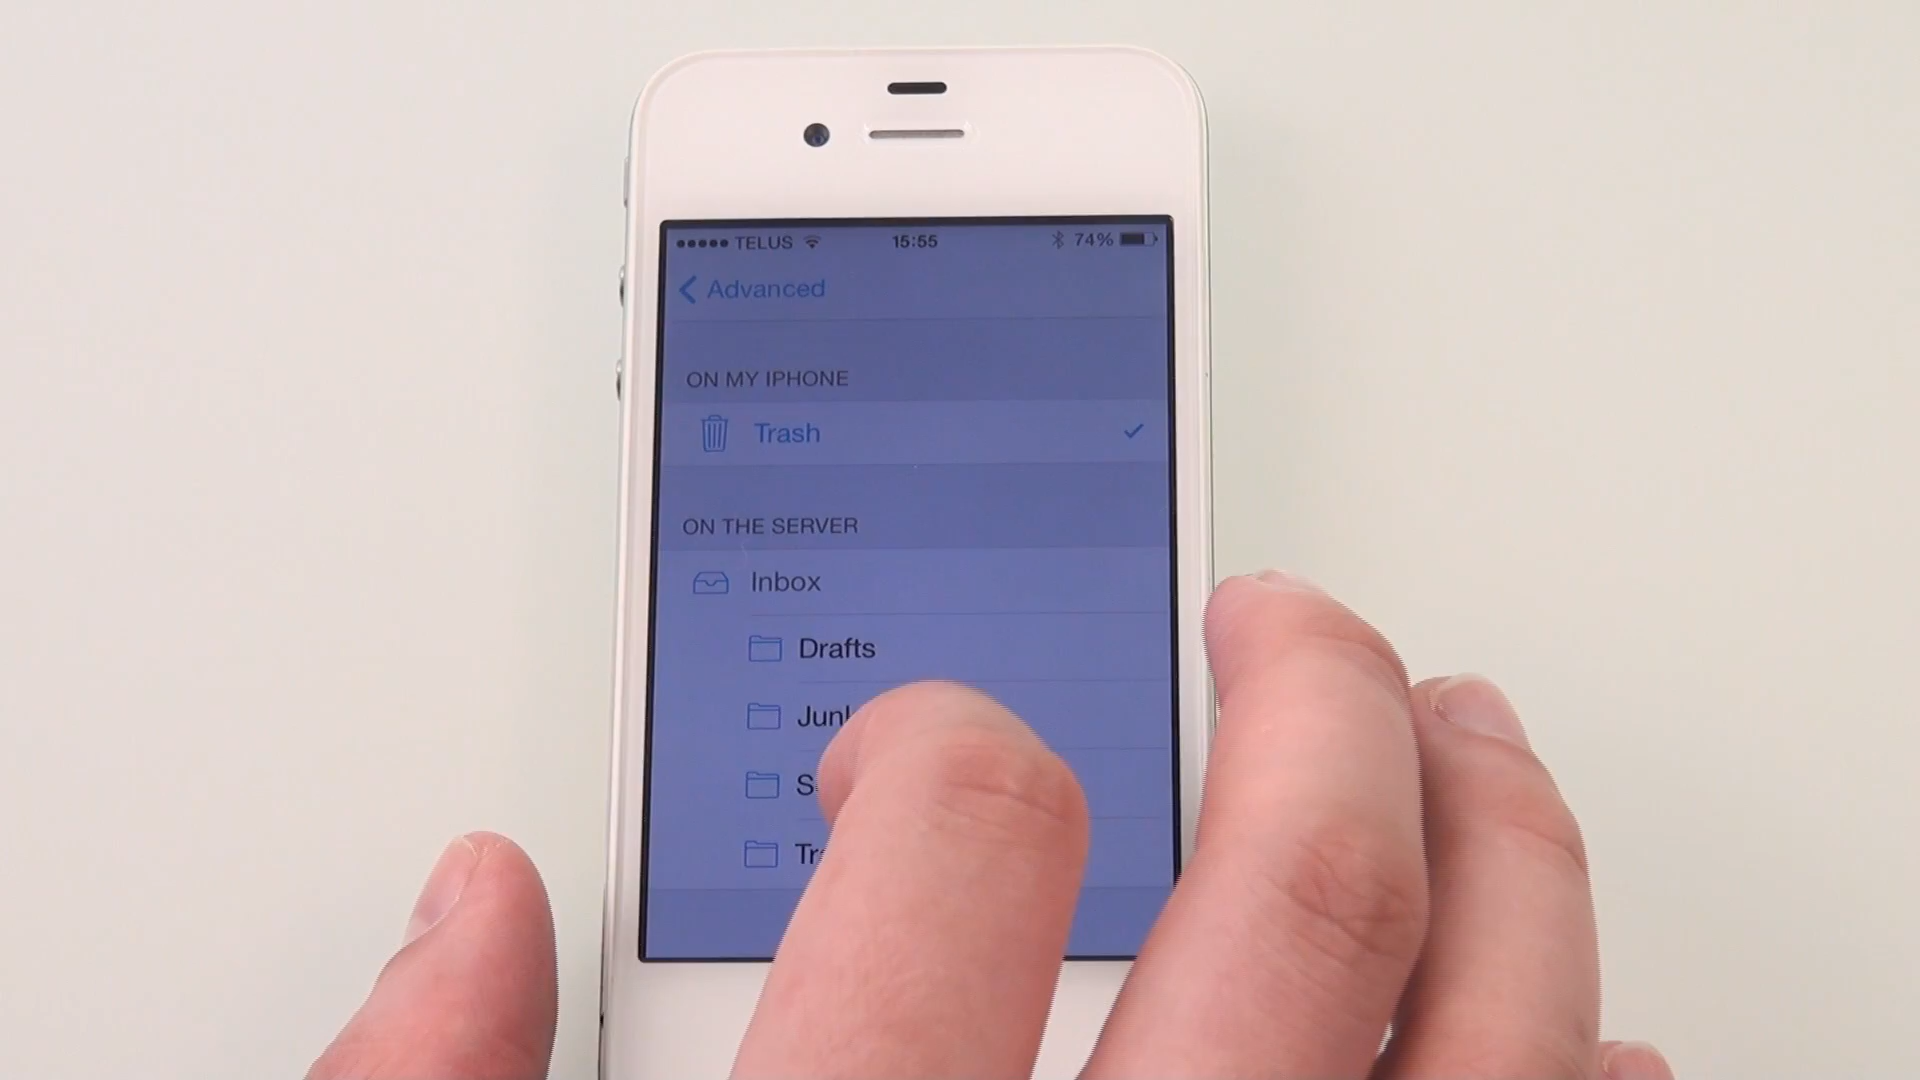 TELUS 15:55 74%
Advanced
ON MY IPHONE
Trash
ON THE SERVER
Inbox
Drafts